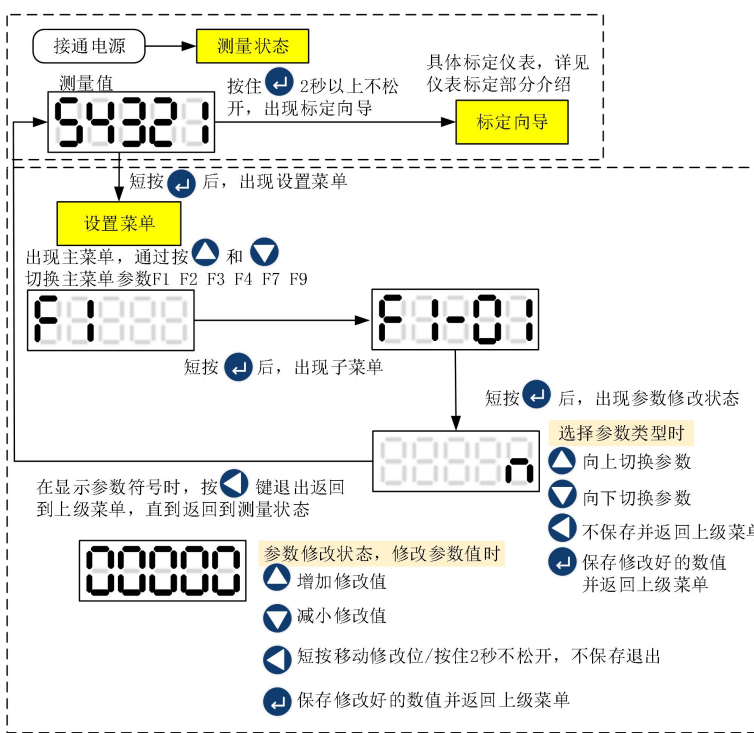 接通电源
测量状态
测量值
54321
按住 2秒以上不松
开，出现标定向导
具体标定仪表，详见
仪表标定部分介绍
标定向导
短按 后，出现设置菜单
设置菜单
出现主菜单，通过按 和
切换主菜单参数F1 F2 F3 F4 F7 F9
F1
F1-01
短按 后，出现子菜单
短按 后，出现参数修改状态
n
选择参数类型时
向上切换参数
向下切换参数
不保存并返回上级菜单
保存修改好的数值
并返回上级菜单
在显示参数符号时，按 键退出返回
到上级菜单，直到返回到测量状态
00000
参数修改状态，修改参数值时
增加修改值
减小修改值
短按移动修改位/按住2秒不松开，不保存退出
保存修改好的数值并返回上级菜单